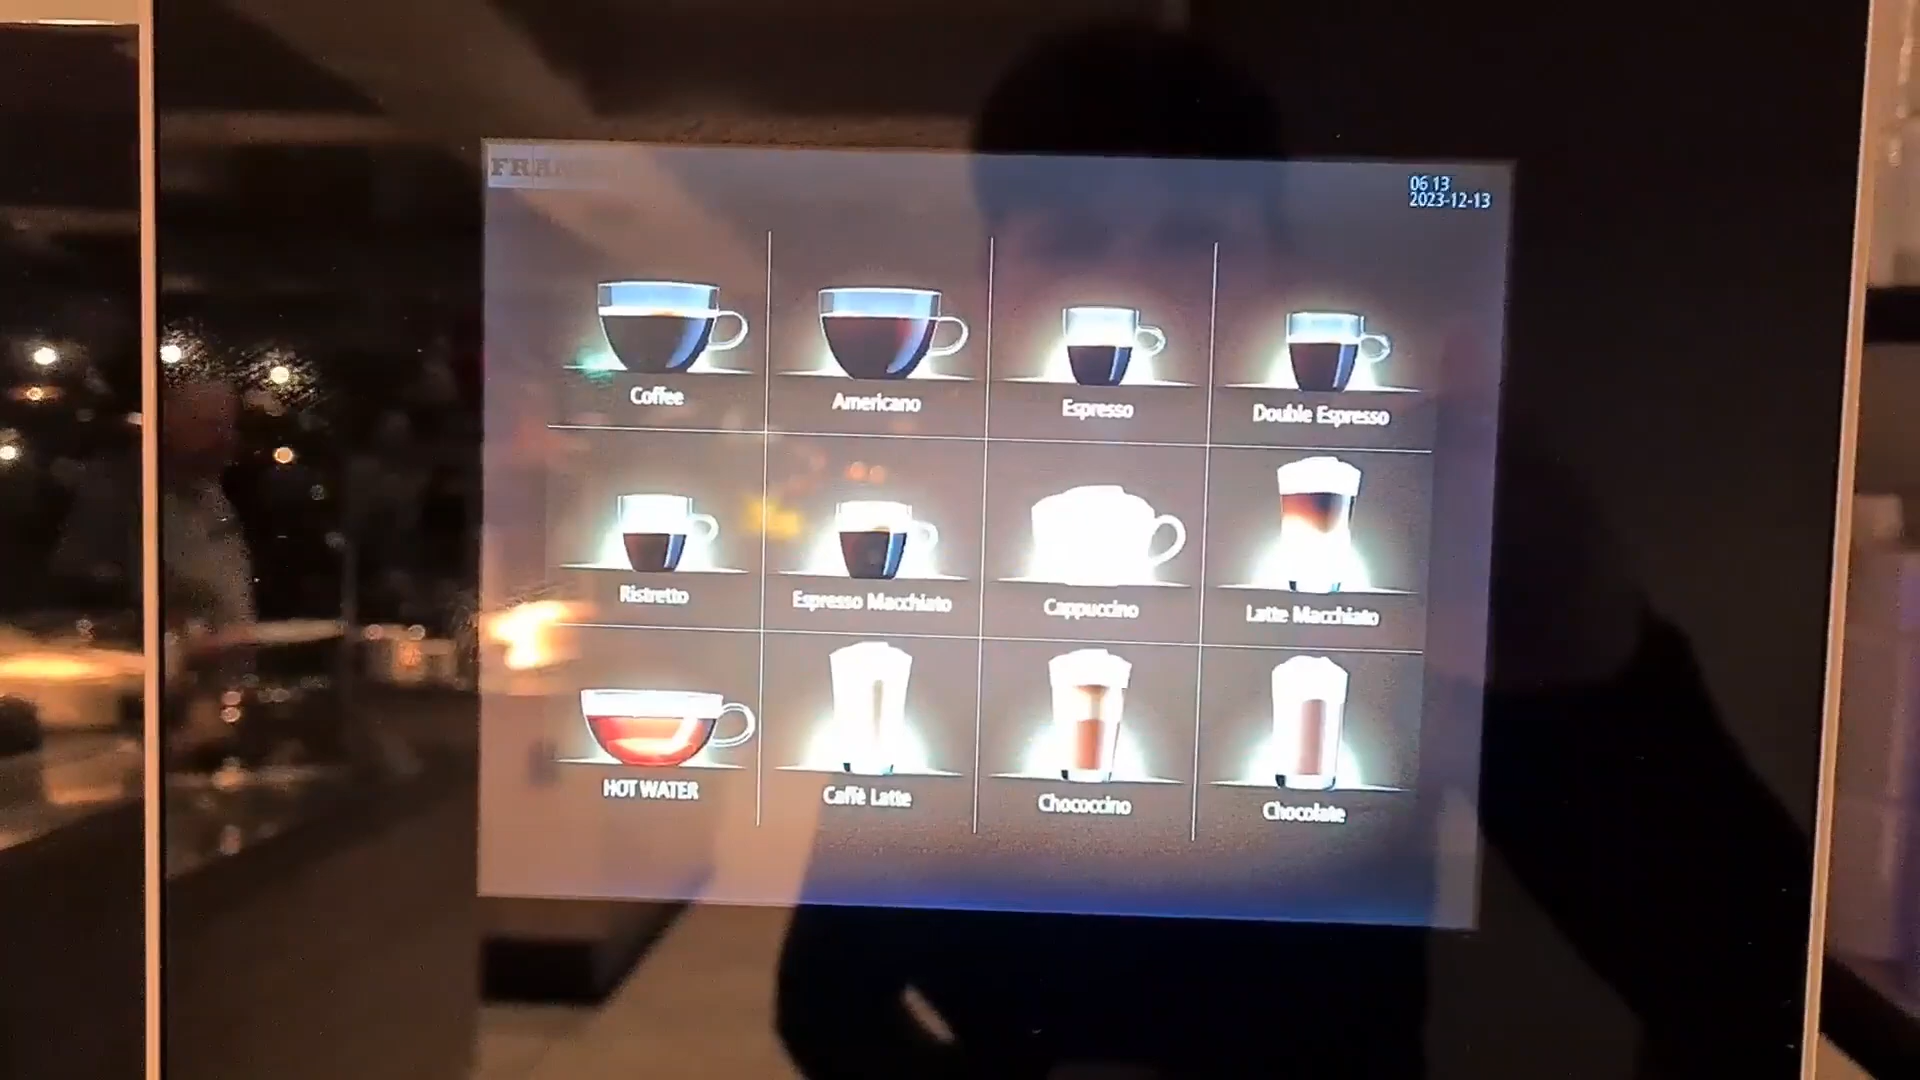 06 13
2023-12-13
Coffee
Americano
Espresso
Double Espresso
Ristretto
Espresso Macchiato
Cappuccino
Latte Macchiato
HOT WATER
Caffè Latte
Chococcino
Chocolate